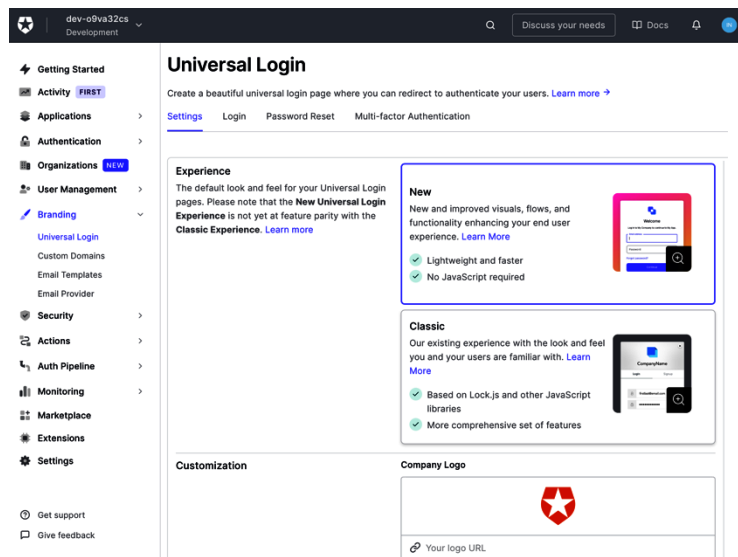 dev-o9va32cs
Development
Discuss your needs
Docs
IN
Getting Started
Activity FIRST
Applications
Authentication
Organizations NEW
User Management
Branding
Universal Login
Custom Domains
Email Templates
Email Provider
Security
Actions
Auth Pipeline
Monitoring
Marketplace
Extensions
Settings
Get support
Give feedback
Universal Login
Create a beautiful universal login page where you can redirect to authenticate your users. Learn more →
Settings Login Password Reset Multi-factor Authentication
Experience
The default look and feel for your Universal Login
pages. Please note that the New Universal Login
Experience is not yet at feature parity with the
Classic Experience. Learn more
New
New and improved visuals, flows, and
functionality enhancing your end user
experience. Learn More
Lightweight and faster
No JavaScript required
Welcome
Classic
Our existing experience with the look and feel
you and your users are familiar with. Learn
More
Based on Lock.js and other JavaScript
libraries
More comprehensive set of features
CompanyName
Login Signup
Customization
Company Logo
Your logo URL